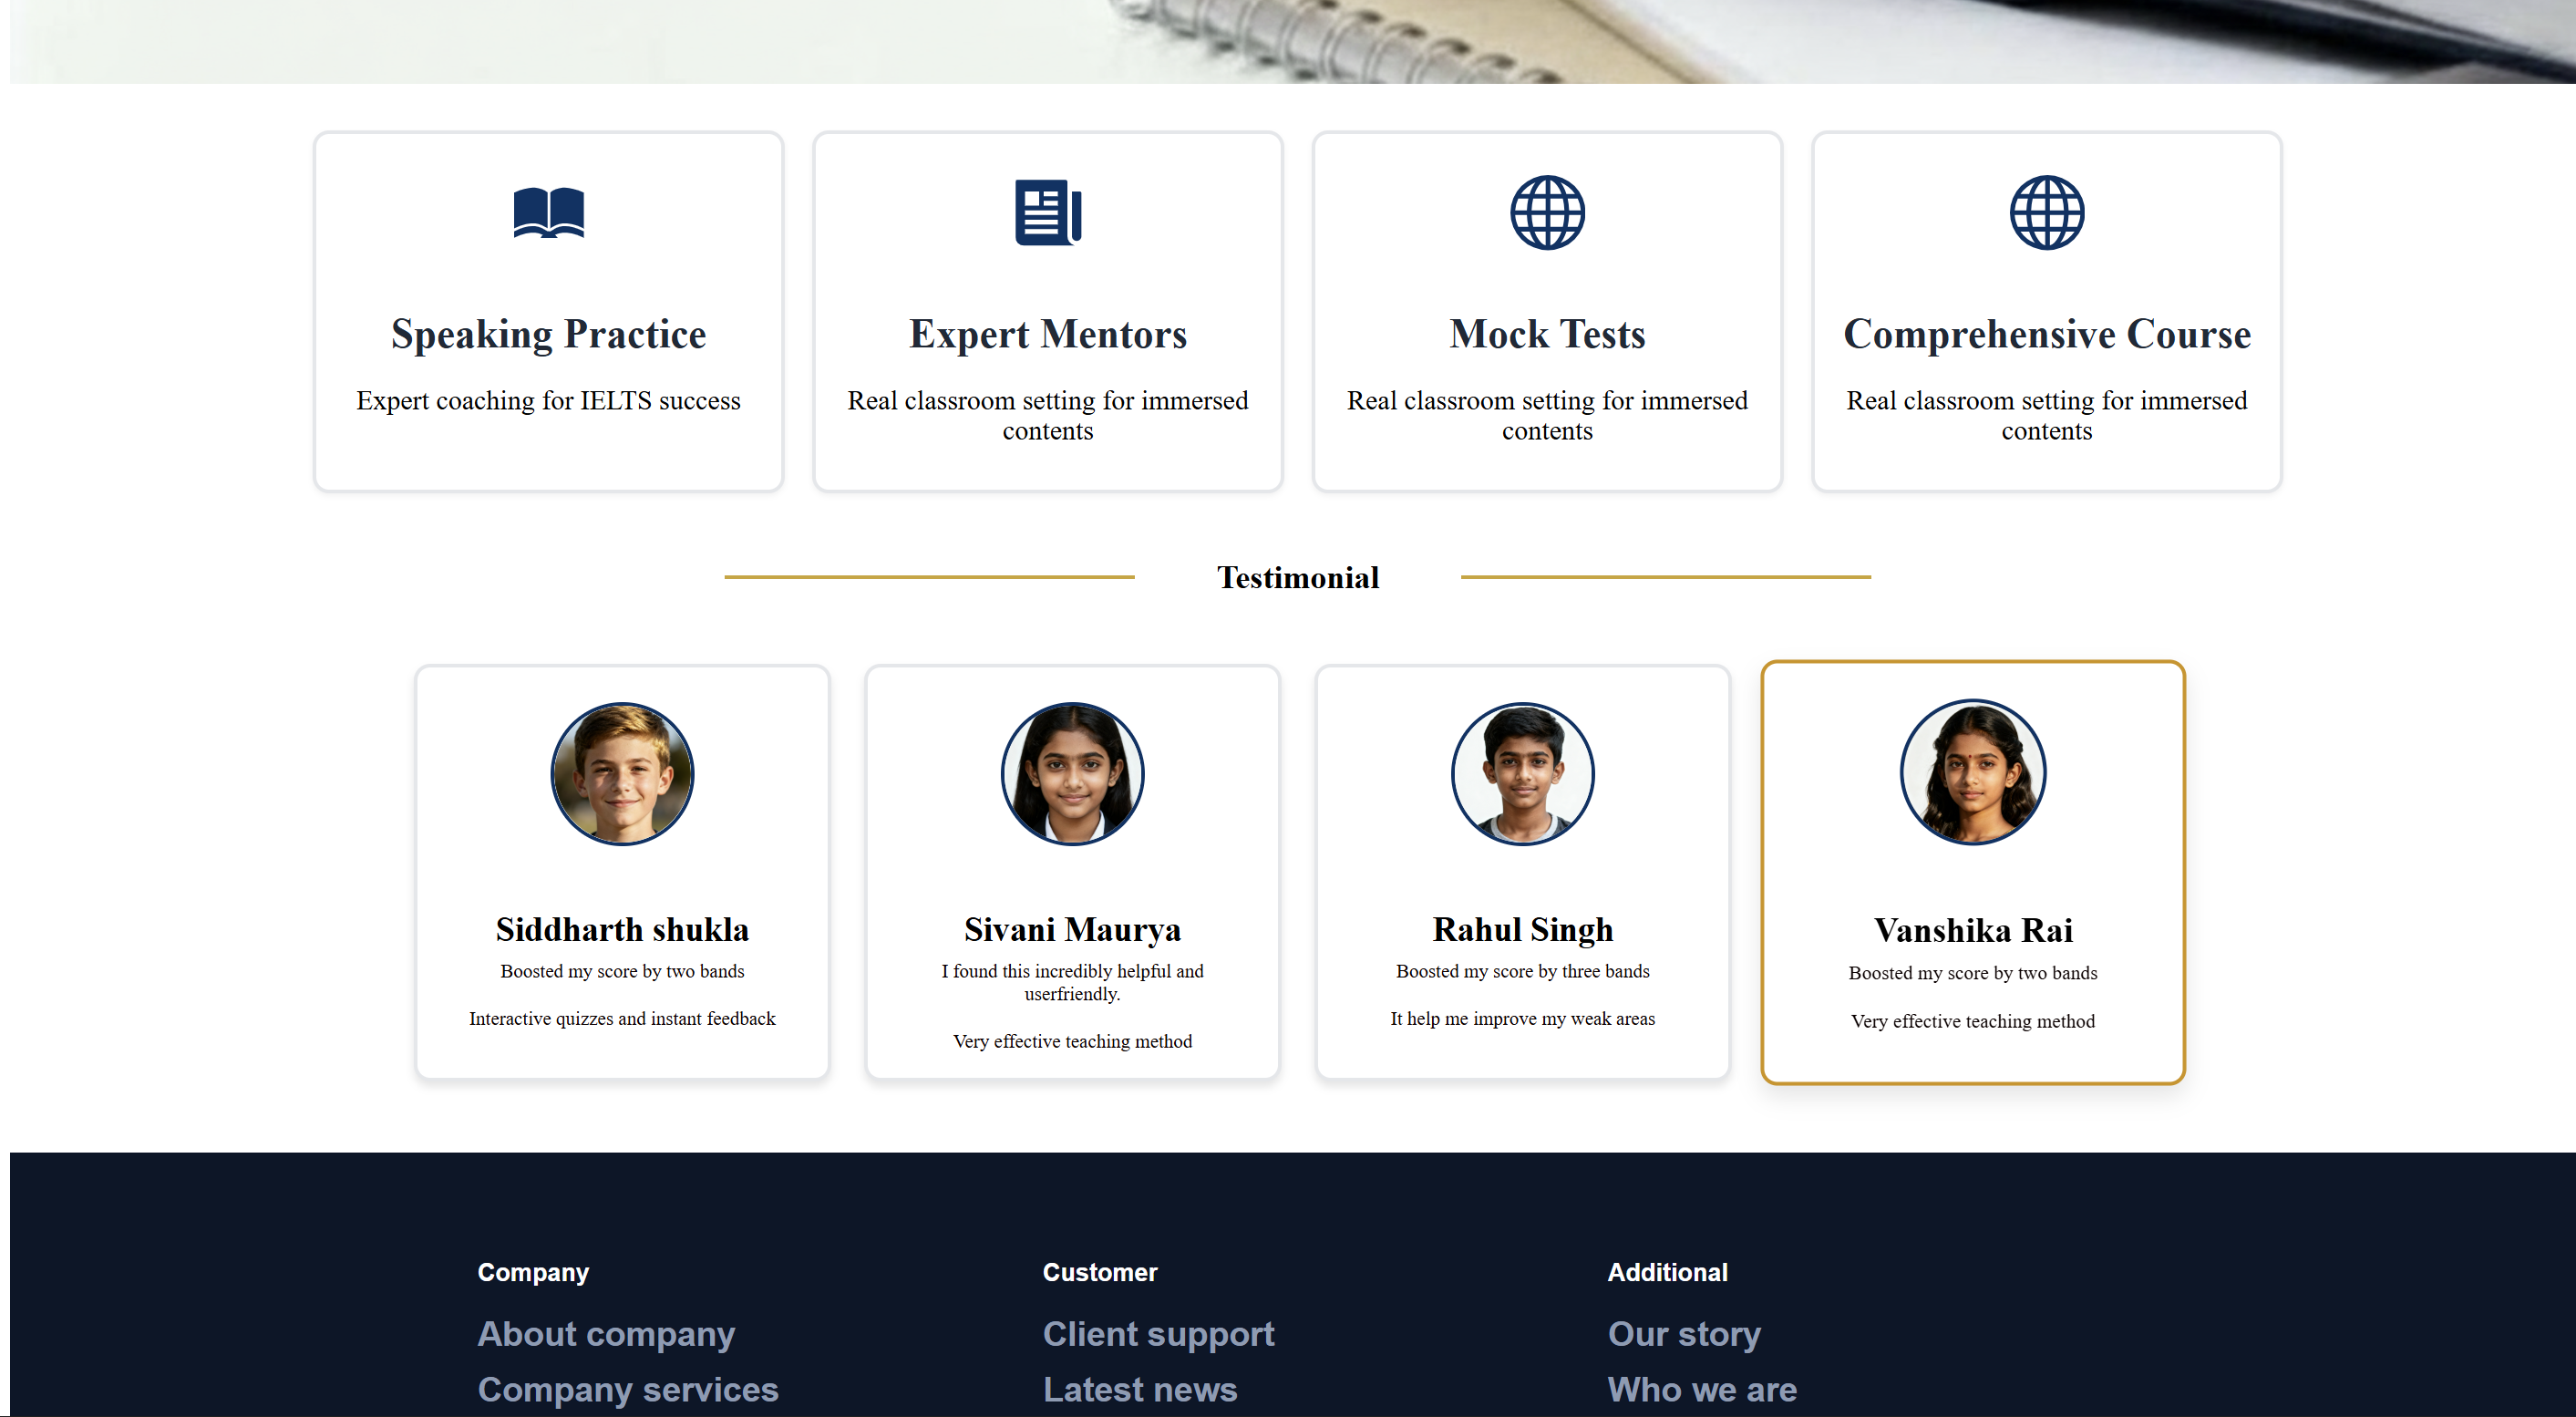 Speaking Practice
Expert coaching for IELTS success
Expert Mentors
Real classroom setting for immersed
contents
Mock Tests
Real classroom setting for immersed
contents
Comprehensive Course
Real classroom setting for immersed
contents
Testimonial
Siddharth shukla
Boosted my score by two bands
Interactive quizzes and instant feedback
Sivani Maurya
I found this incredibly helpful and
userfriendly.
Very effective teaching method
Rahul Singh
Boosted my score by three bands
It help me improve my weak areas
Vanshika Rai
Boosted my score by two bands
Very effective teaching method
Company
About company
Company services
Customer
Client support
Latest news
Additional
Our story
Who we are